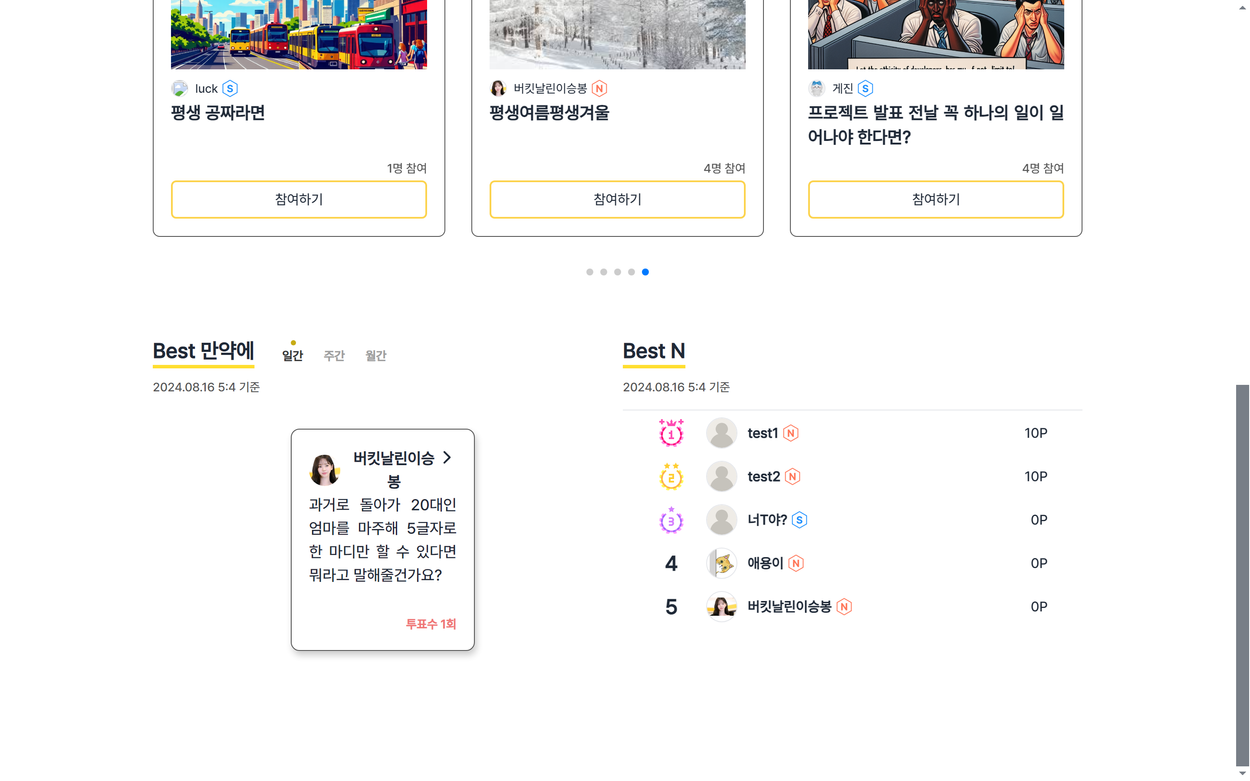 luck S
평생 공짜라면
1명 참여
참여하기
버킷날린이승봉 N
평생여름평생겨울
4명 참여
참여하기
게진 S
프로젝트 발표 전날 꼭 하나의 일이 일
어나야 한다면?
4명 참여
참여하기
Best 만약에
일간 주간 월간
2024.08.16 5:4 기준
버킷날린이승
봉
과거로 돌아가 20대인
엄마를 마주해 5글자로
한 마디만 할 수 있다면
뭐라고 말해줄건가요?
투표수 1회
Best N
2024.08.16 5:4 기준
1 test1 N 10P
2 test2 N 10P
3 너T야? S 0P
4 애용이 N 0P
5 버킷날린이승봉 N 0P